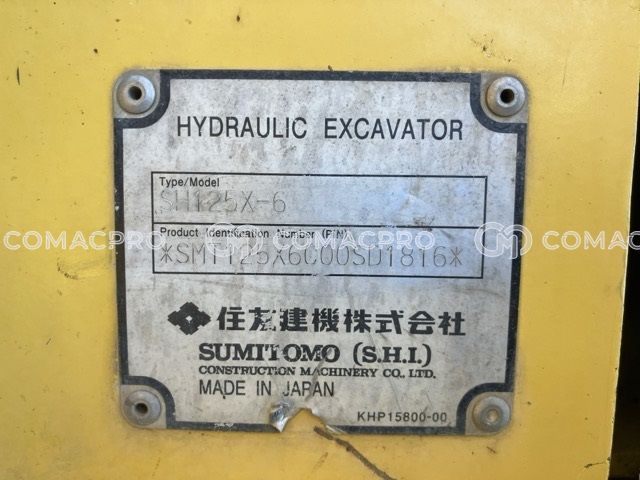 HYDRAULIC EXCAVATOR
Type/Model
SH125X-6
Product Identification Number (PIN)
COMACPRO COMACPRO COMACPRO
*SMT125X6C00SD1816*
住友建機株式会社
SUMITOMO (S.H.I.)
CONSTRUCTION MACHINERY CO., LTD.
MADE IN JAPAN
KHP15800-00